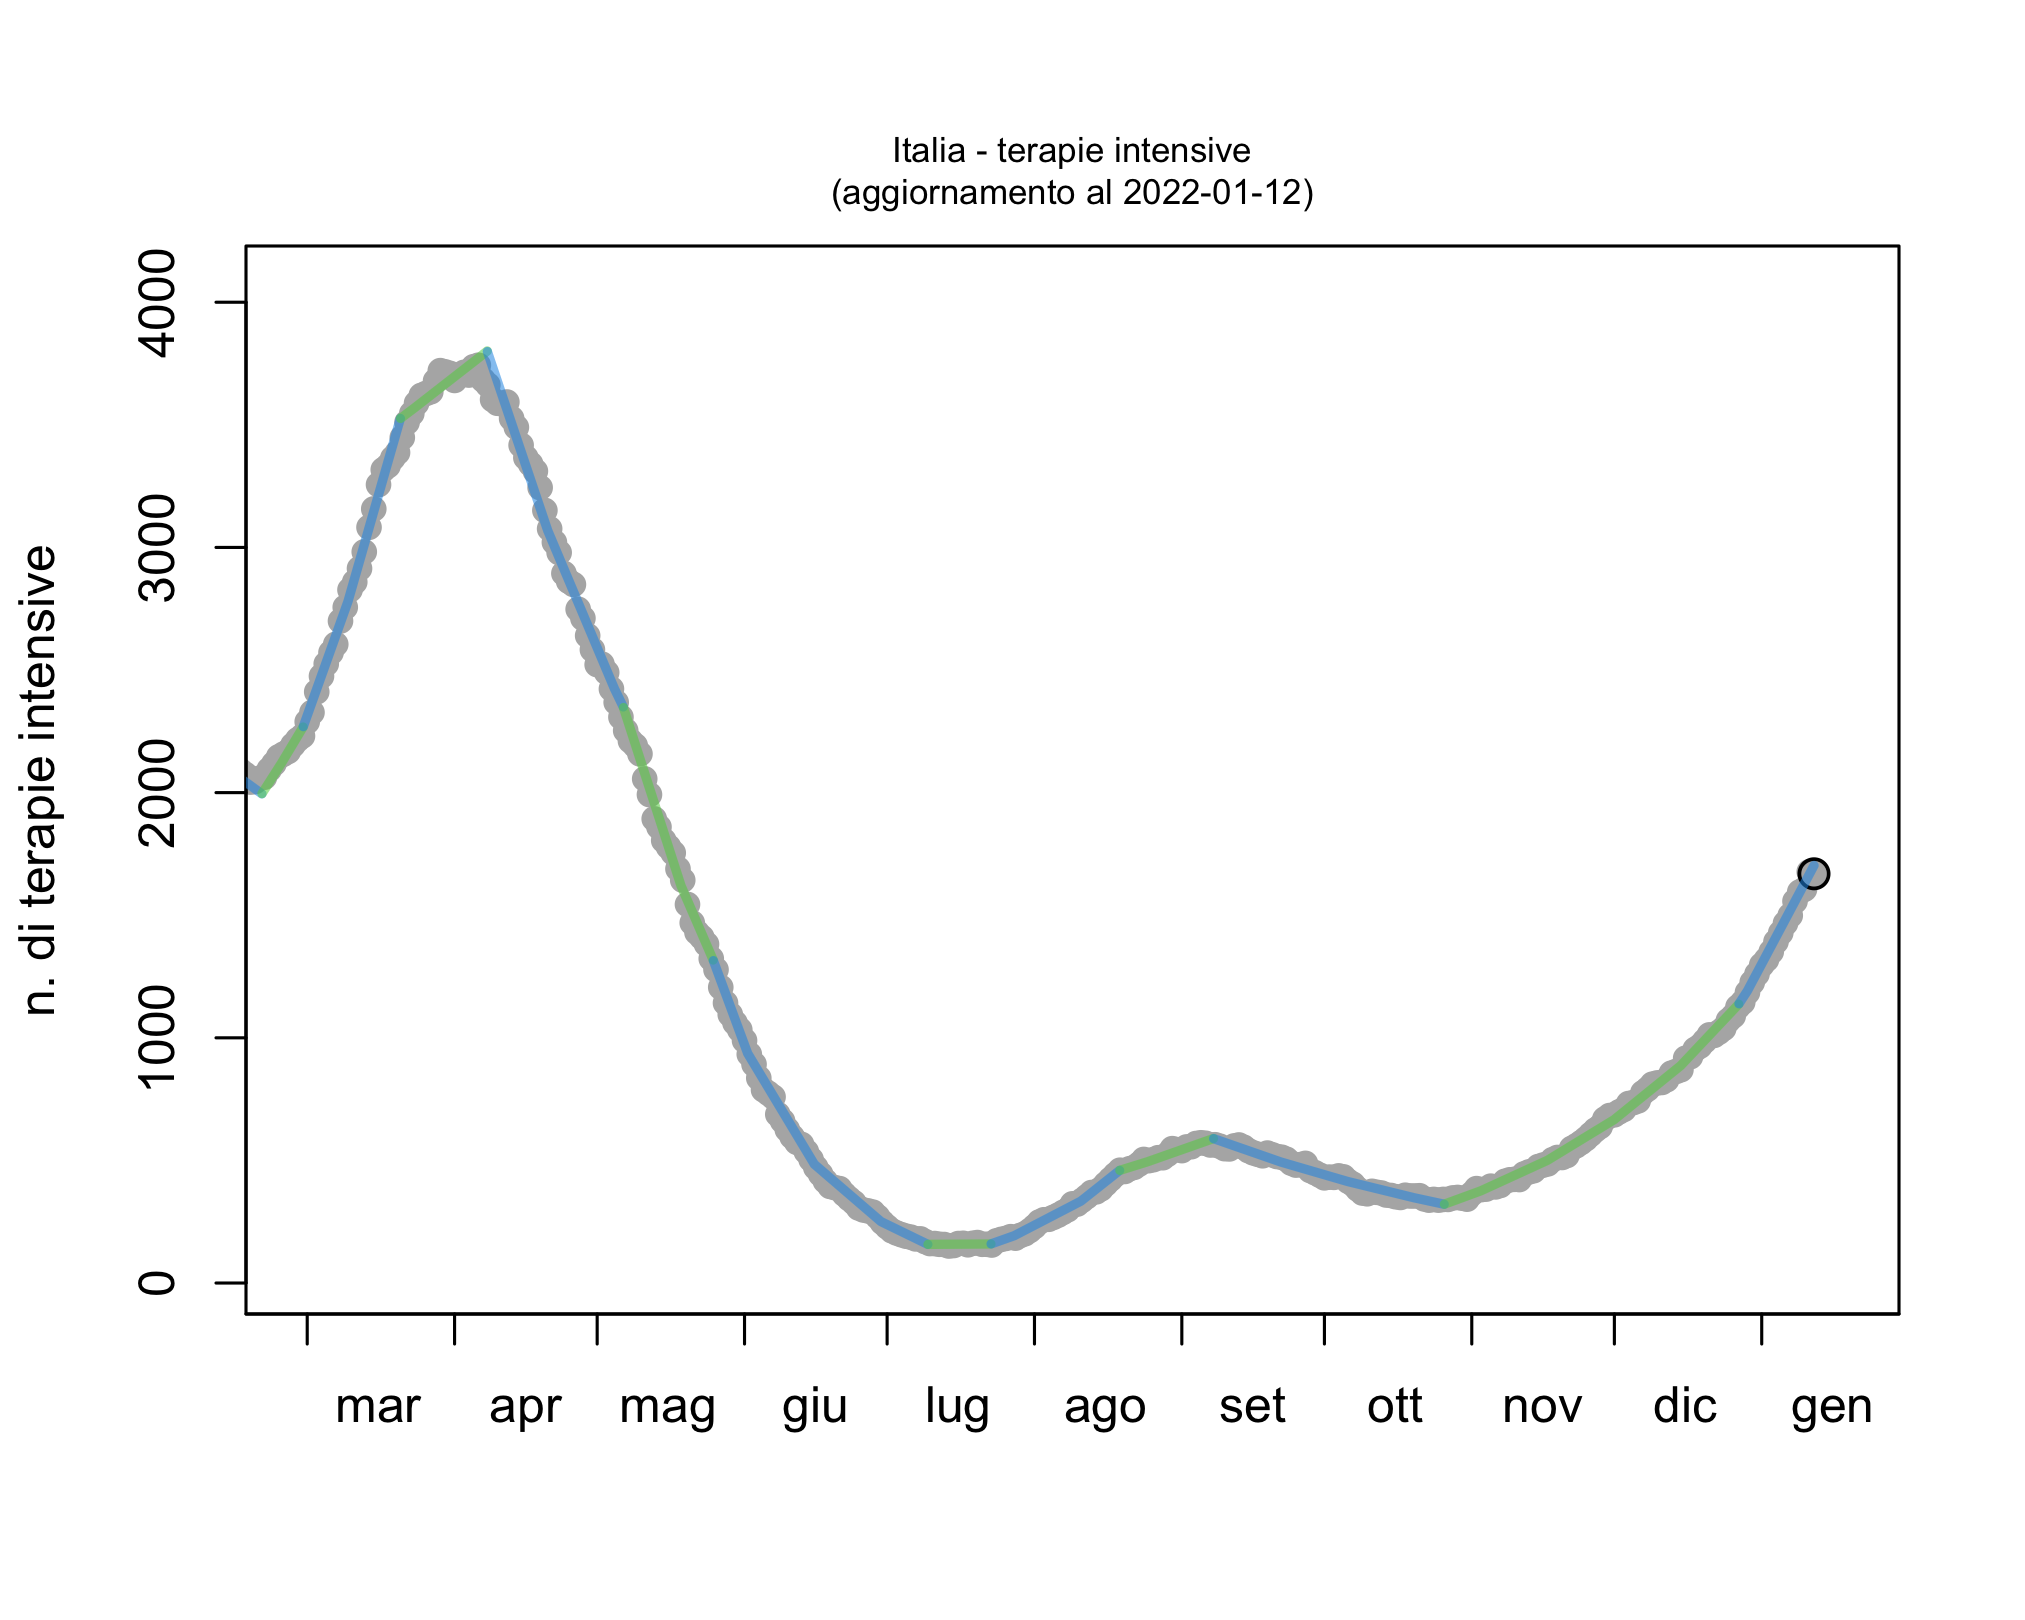 Italia - terapie intensive
(aggiornamento al 2022-01-12)
n. di terapie intensive
4000
3000
2000
1000
0
mar apr mag giu lug ago set ott nov dic gen